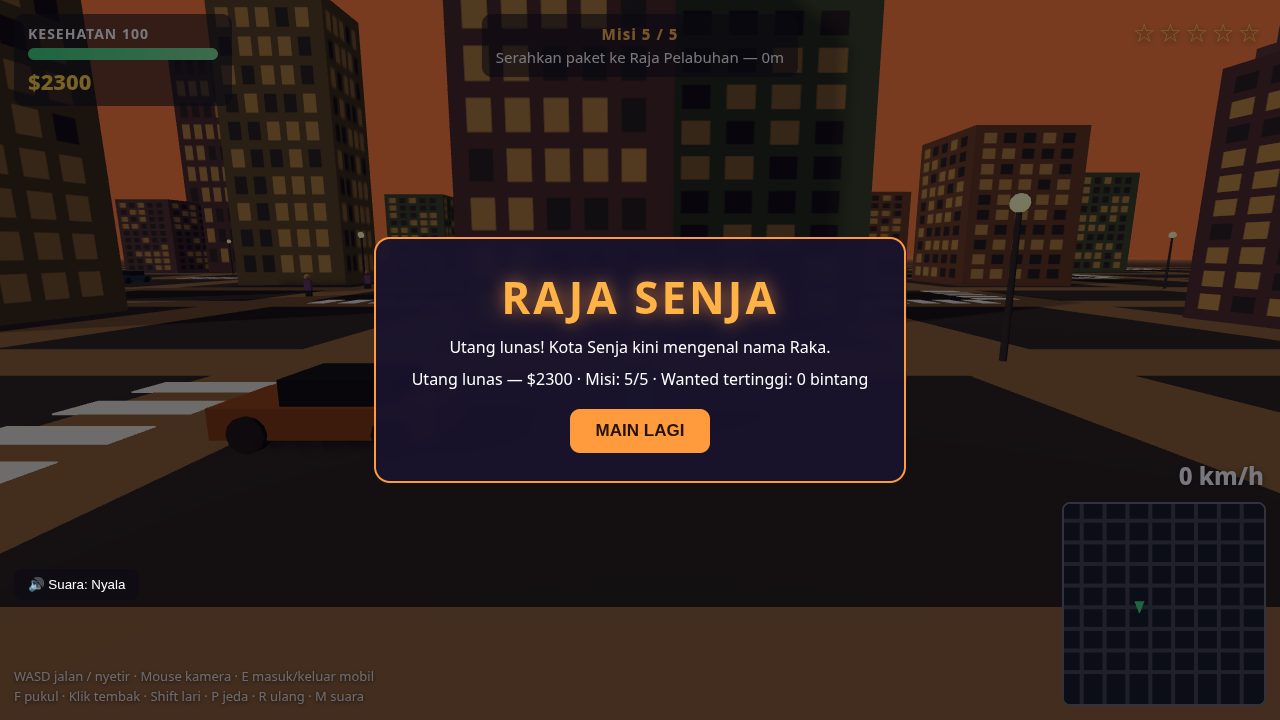 KESEHATAN 100
$2300
Misi 5 / 5
Serahkan paket ke Raja Pelabuhan — 0m
☆☆☆☆☆
RAJA SENJA
Utang lunas! Kota Senja kini mengenal nama Raka.
Utang lunas — $2300 · Misi: 5/5 · Wanted tertinggi: 0 bintang
MAIN LAGI
0 km/h
🔊 Suara: Nyala
WASD jalan / nyetir · Mouse kamera · E masuk/keluar mobil
F pukul · Klik tembak · Shift lari · P jeda · R ulang · M suara